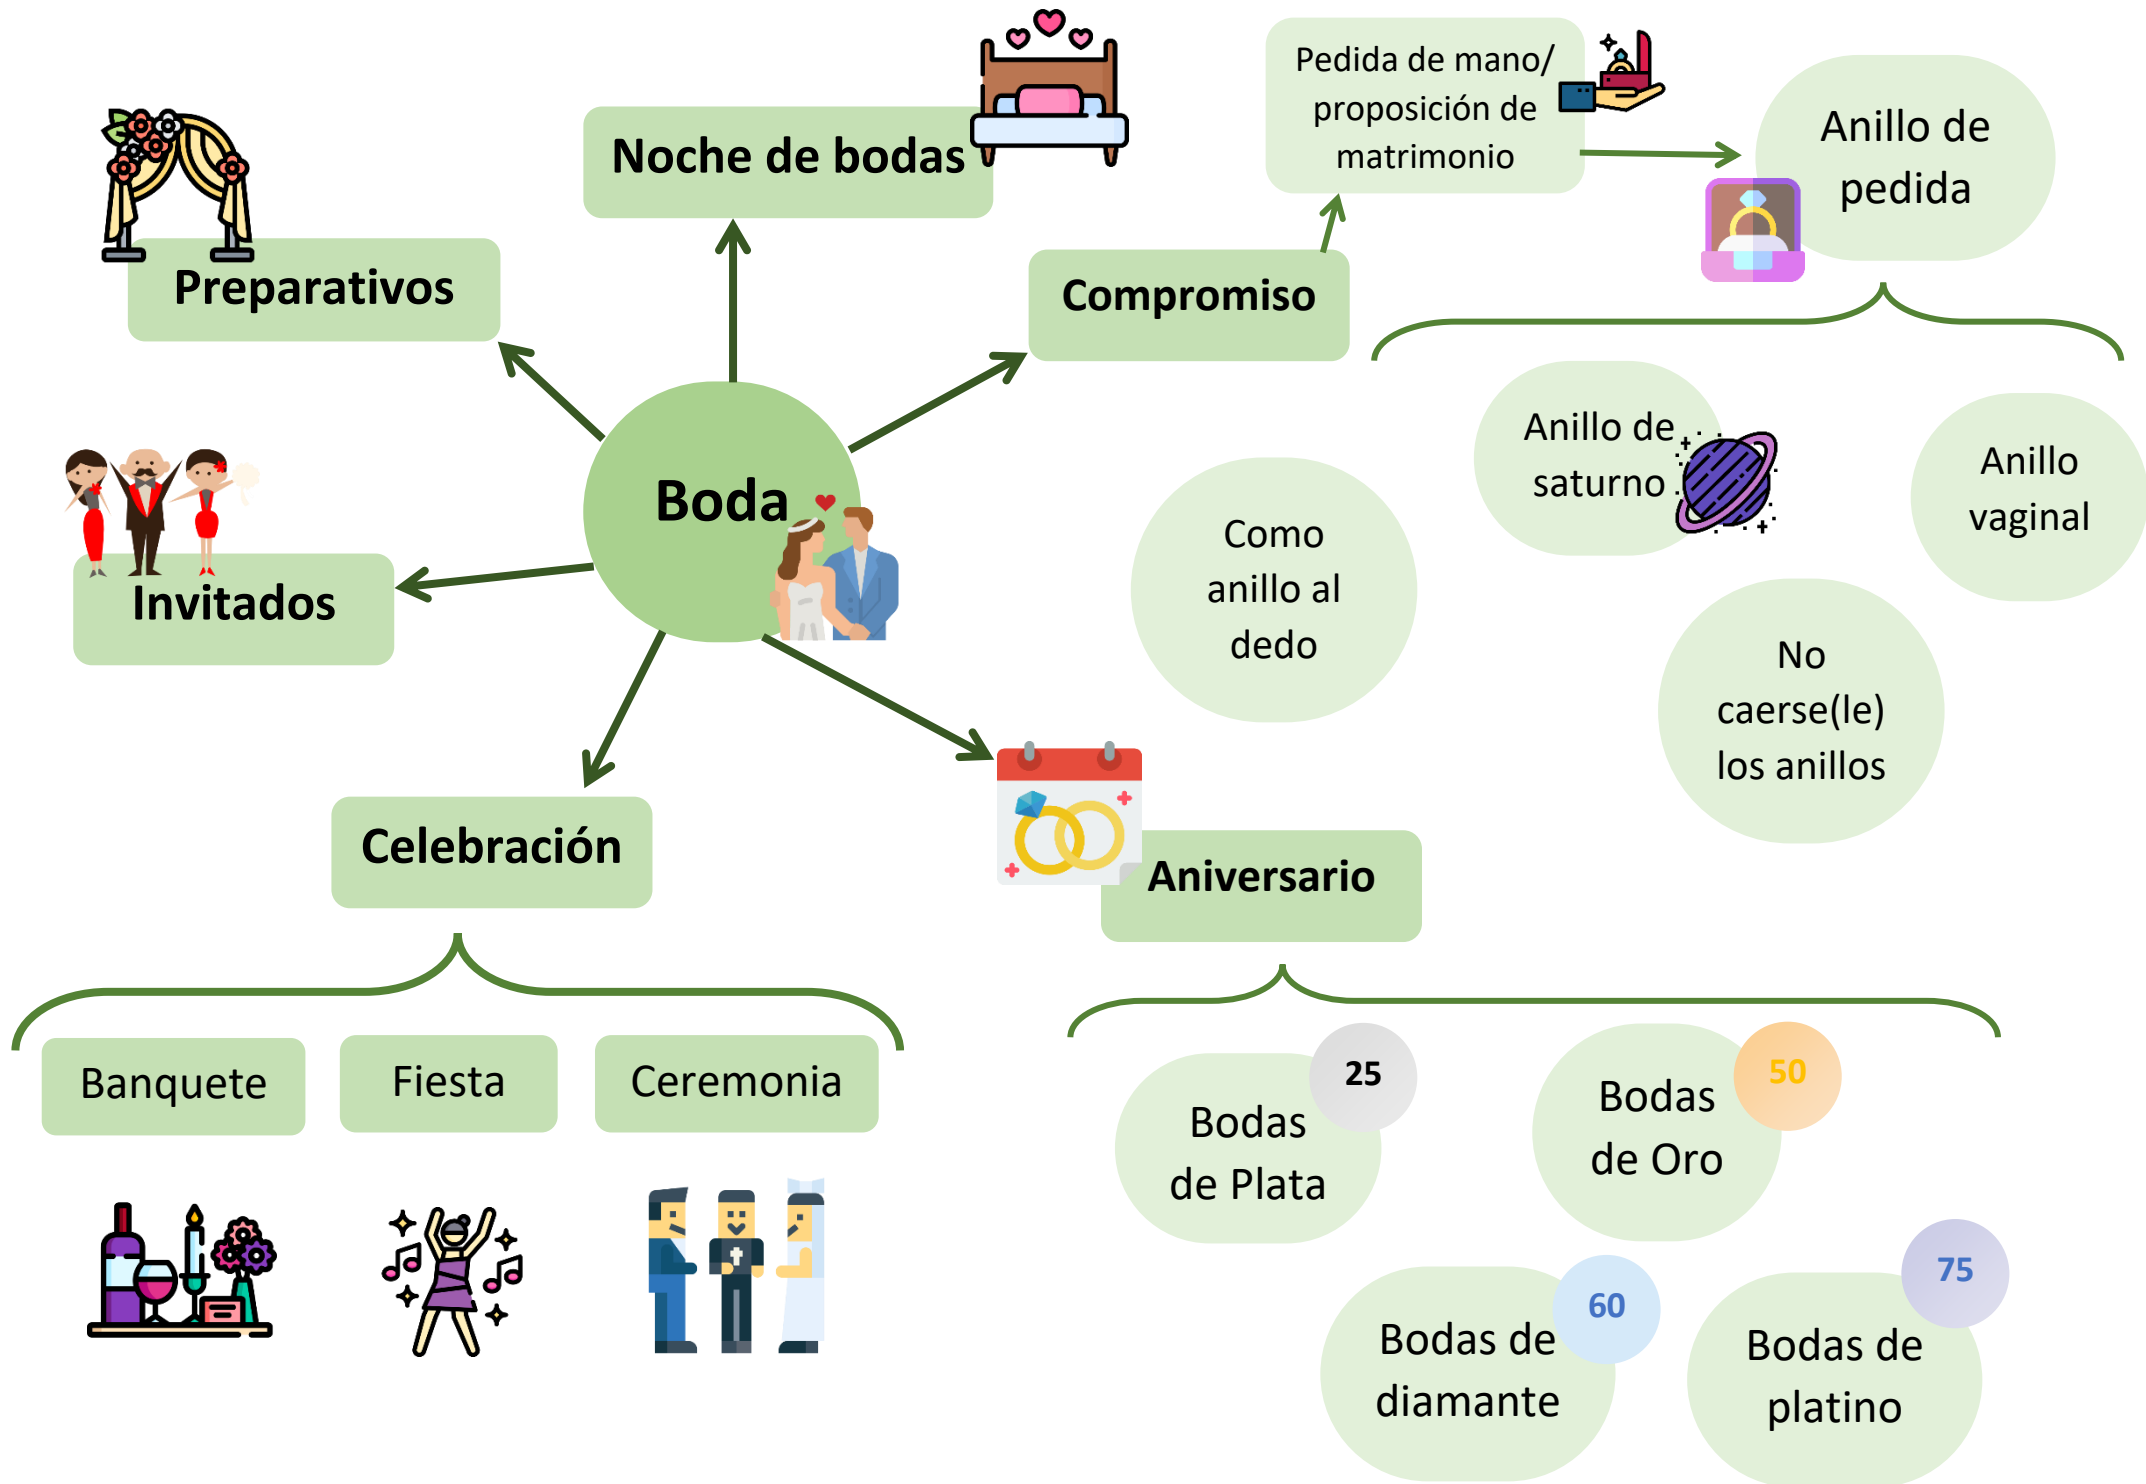 Pedida de mano/
proposición de
matrimonio
Anillo de
pedida
Noche de bodas
Preparativos
Compromiso
Anillo de
saturno
Anillo
vaginal
Boda
Como
anillo al
dedo
Invitados
No
caerse(le)
los anillos
Celebración
Aniversario
Banquete
Fiesta
Ceremonia
25
Bodas
de Plata
50
Bodas
de Oro
60
Bodas de
diamante
75
Bodas de
platino